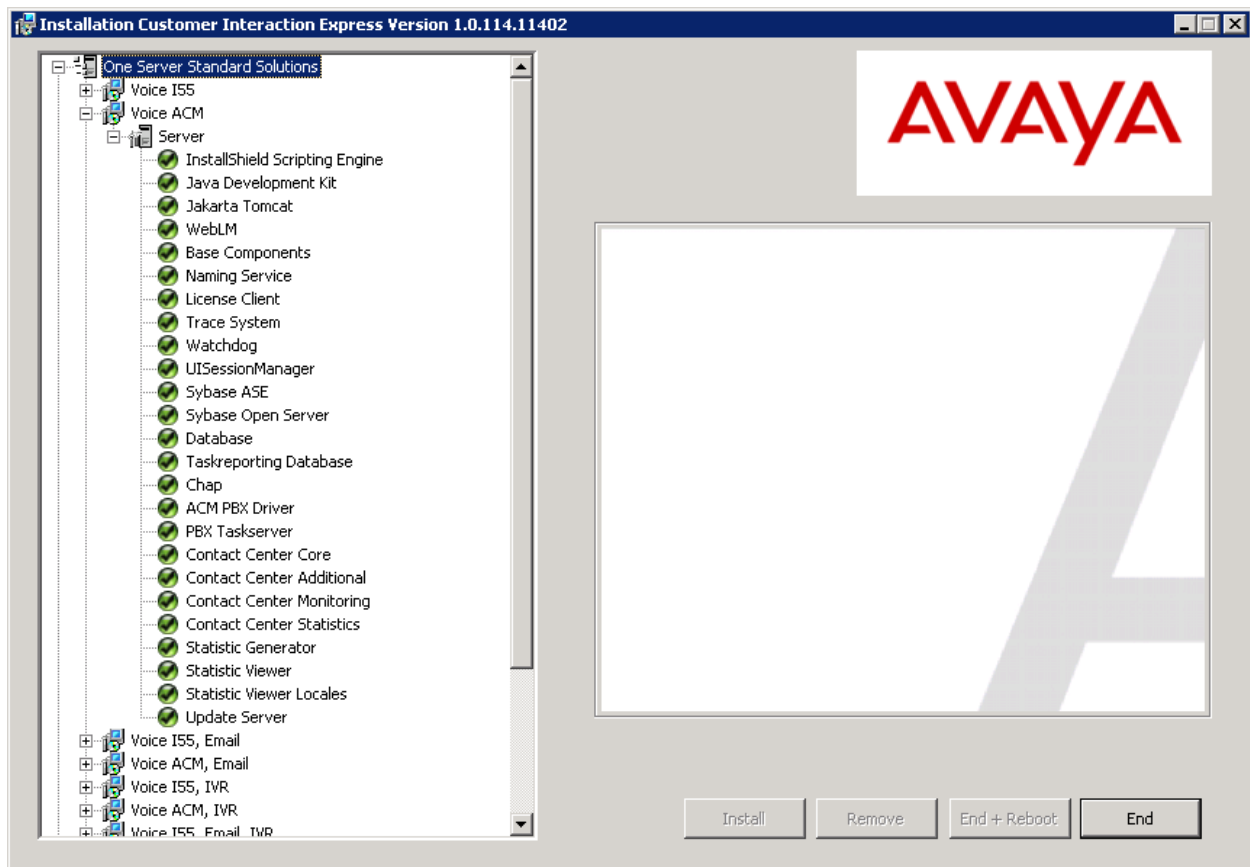 Installation Customer Interaction Express Version 1.0.114.11402
One Server Standard Solutions
Voice I55
Voice ACM
Server
InstallShield Scripting Engine
Java Development Kit
Jakarta Tomcat
WebLM
Base Components
Naming Service
License Client
Trace System
Watchdog
UISessionManager
Sybase ASE
Sybase Open Server
Database
Taskreporting Database
Chap
ACM PBX Driver
PBX Taskserver
Contact Center Core
Contact Center Additional
Contact Center Monitoring
Contact Center Statistics
Statistic Generator
Statistic Viewer
Statistic Viewer Locales
Update Server
Voice I55, Email
Voice ACM, Email
Voice I55, IVR
Voice ACM, IVR
Voice I55, Email, IVR
AVAYA
Install
Remove
End + Reboot
End